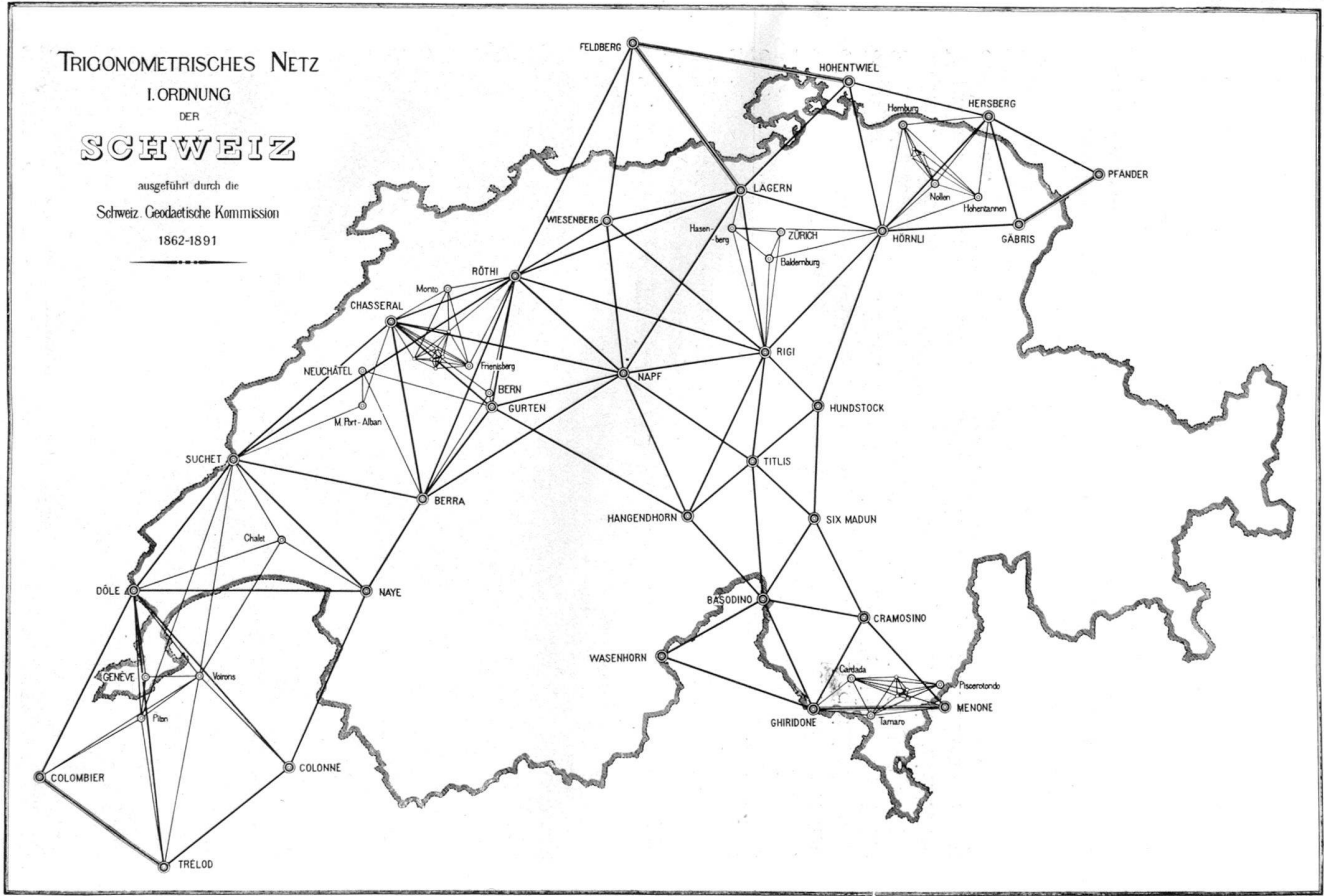 TRIGONOMETRISCHES NETZ
I. ORDNUNG
DER
SCHWEIZ
ausgeführt durch die
Schweiz. Geodaetische Kommission
1862-1891
FELDBERG
HOHENTWIEL
HERSBERG
Homburg
PFÄNDER
LÄGERN
Nollen
Hohentannen
WIESENBERG
Hasen-
berg
ZÜRICH
HÖRNLI
GÄBRIS
Baldernburg
RÖTHI
Monto
CHASSERAL
RIGI
Frienisberg
NEUCHÂTEL
NAPF
BERN
GURTEN
HUNDSTOCK
M. Port-Alban
SUCHET
TITLIS
BERRA
HANGENDHORN
SIX MADUN
Chalet
DÔLE
NAYE
BASODINO
CRAMOSINO
WASENHORN
GENÈVE
Voirons
Gardada
Piscerotondo
Piton
GHIRIDONE
Tamaro
MENONE
COLOMBIER
COLONNE
TRÉLOD